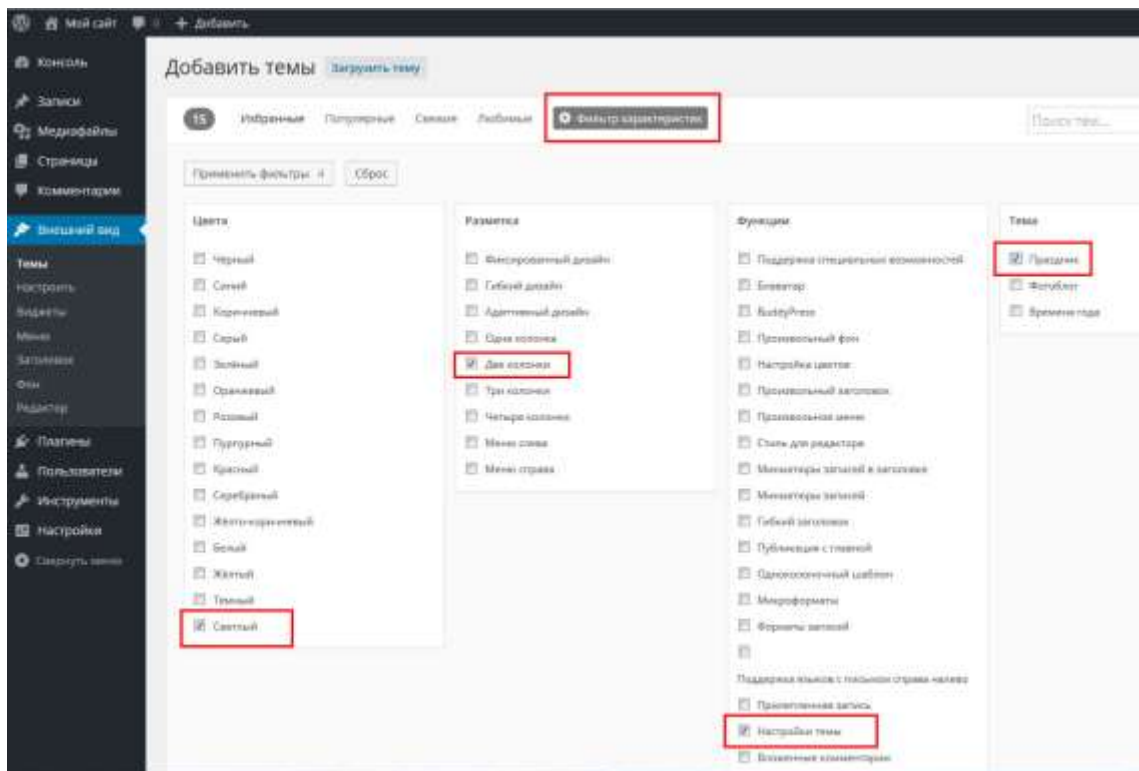 Мой сайт 0 + Добавить
Консоль
Записи
Медиафайлы
Страницы
Комментарии
Внешний вид
Темы
Настроить
Виджеты
Меню
Заголовок
Фон
Редактор
Плагины
Пользователи
Инструменты
Настройки
Свернуть меню
Добавить темы Загрузить тему
15 Избранные Популярные Свежие Любимые Фильтр характеристик Поиск тем...
Применить фильтры 4 Сброс
Цвета
Чёрный
Синий
Коричневый
Серый
Зелёный
Оранжевый
Розовый
Пурпурный
Красный
Серебряный
Жёлто-коричневый
Белый
Жёлтый
Тёмный
Светлый
Разметка
Фиксированный дизайн
Гибкий дизайн
Адаптивный дизайн
Одна колонка
Две колонки
Три колонки
Четыре колонки
Меню слева
Меню справа
Функции
Поддержка специальных возможностей
Блаватар
BuddyPress
Произвольный фон
Настройка цветов
Произвольный заголовок
Произвольное меню
Стиль для редактора
Миниатюры записей в заголовке
Миниатюры записей
Гибкий заголовок
Публикация с главной
Одноколоночный шаблон
Микроформаты
Форматы записей
Поддержка языков с письмом справа налево
Прилепленная запись
Настройки темы
Вложенные комментарии
Тема
Праздник
Фотоблог
Времена года